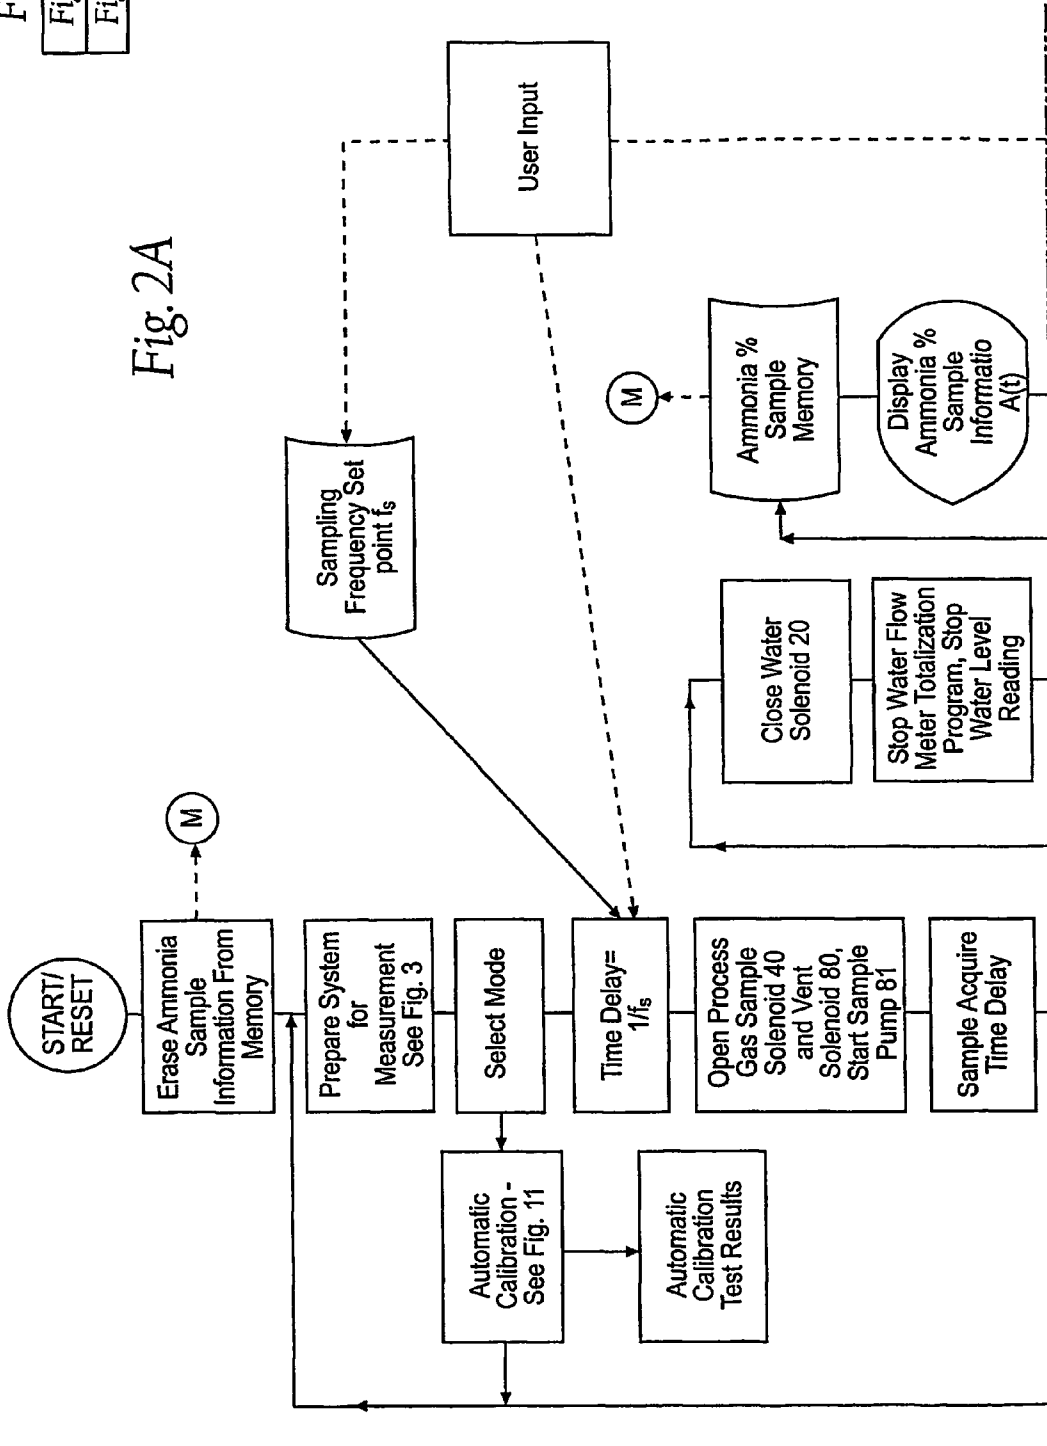 Fig. 2A
START/
RESET
Erase Ammonia
Sample
Information From
Memory
M
Prepare System
for
Measurement
See Fig. 3
Select Mode
Automatic
Calibration -
See Fig. 11
Automatic
Calibration
Test Results
Time Delay=
1/fs
Sampling
Frequency Set
point fs
User Input
Open Process
Gas Sample
Solenoid 40
and Vent
Solenoid 80,
Start Sample
Pump 81
Sample Acquire
Time Delay
Close Water
Solenoid 20
Stop Water Flow
Meter Totalization
Program, Stop
Water Level
Reading
M
Ammonia %
Sample
Memory
Display
Ammonia %
Sample
Informatio
A(t)
F
Fig
Fig